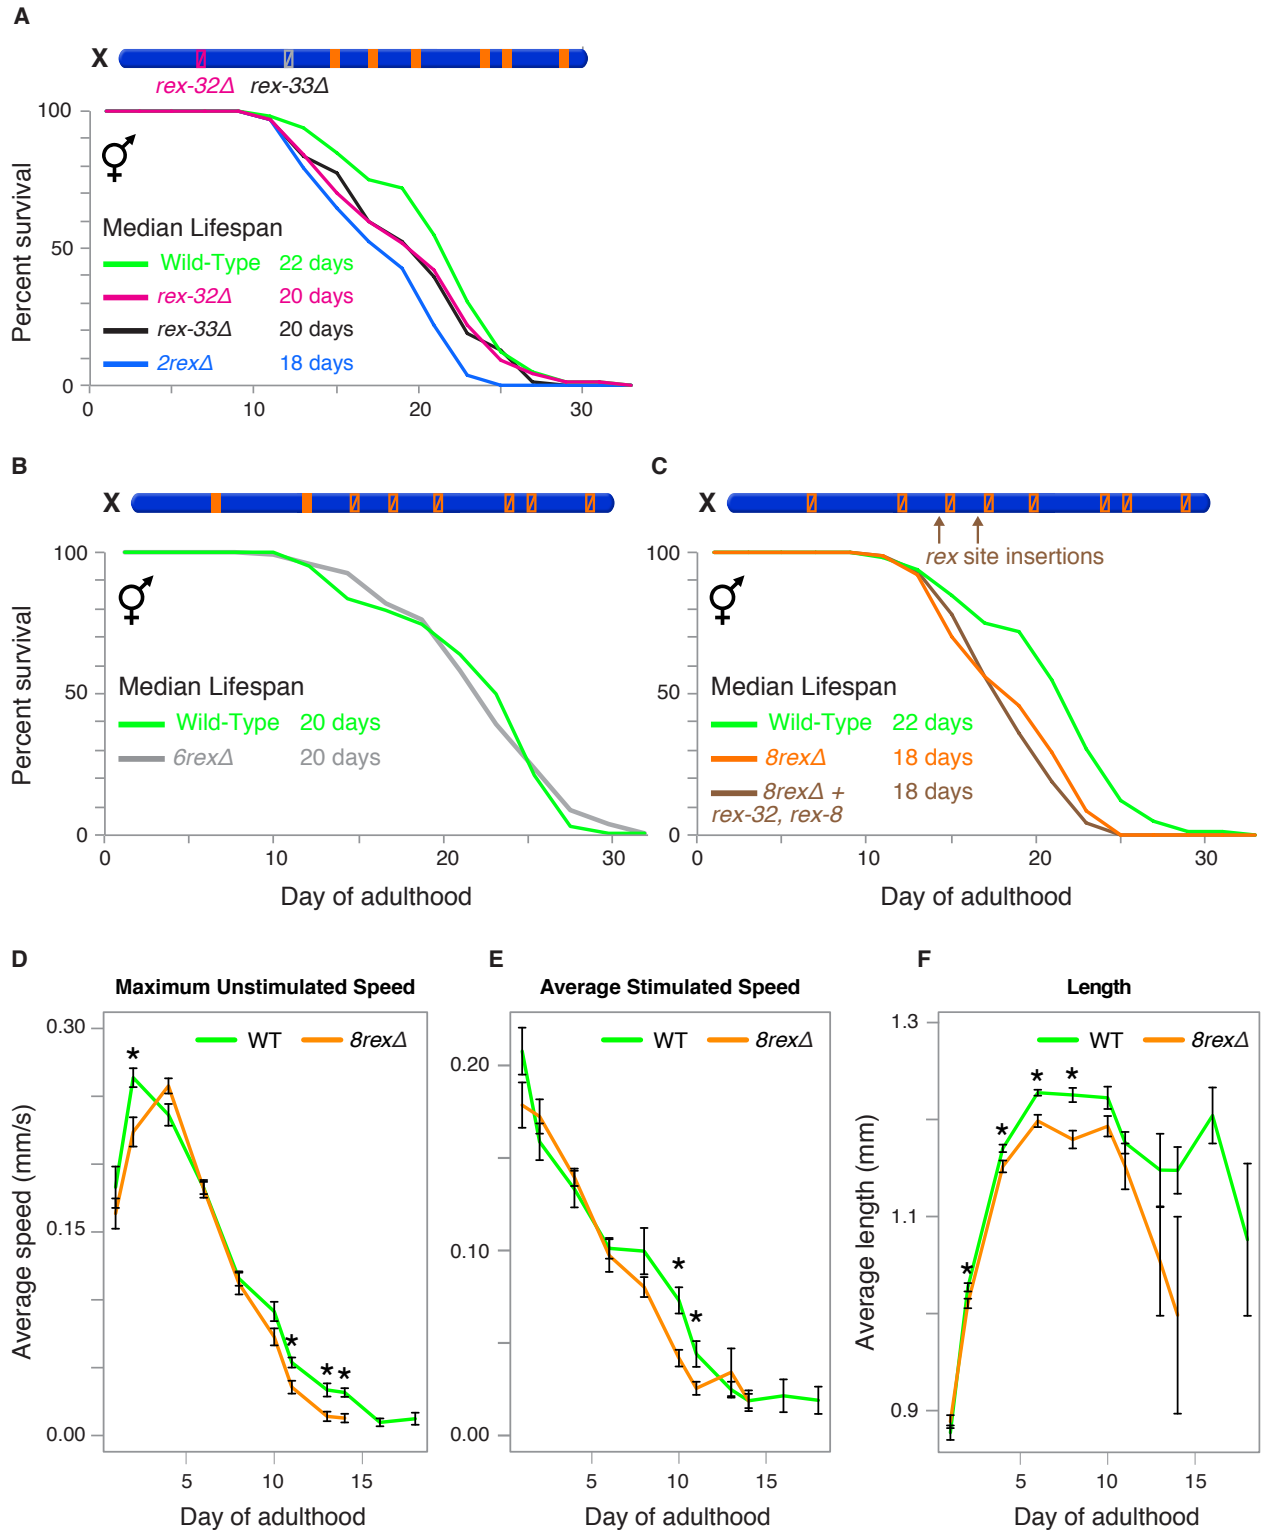 A
X
rex-32Δ rex-33Δ
100
50
0
Percent survival
Median Lifespan
Wild-Type 22 days
rex-32Δ 20 days
rex-33Δ 20 days
2rexΔ 18 days
0 10 20 30
B
X
100
50
0
Percent survival
Median Lifespan
Wild-Type 20 days
6rexΔ 20 days
0 10 20 30
Day of adulthood
C
X
rex site insertions
100
50
0
Median Lifespan
Wild-Type 22 days
8rexΔ 18 days
8rexΔ + 18 days
rex-32, rex-8
0 10 20 30
Day of adulthood
D
Maximum Unstimulated Speed
WT 8rexΔ
0.30
0.15
0.00
Average speed (mm/s)
* * * *
5 10 15
Day of adulthood
E
Average Stimulated Speed
WT 8rexΔ
0.20
0.10
0.00
* *
5 10 15
Day of adulthood
F
Length
WT 8rexΔ
1.3
1.1
0.9
Average length (mm)
* * * *
5 10 15
Day of adulthood